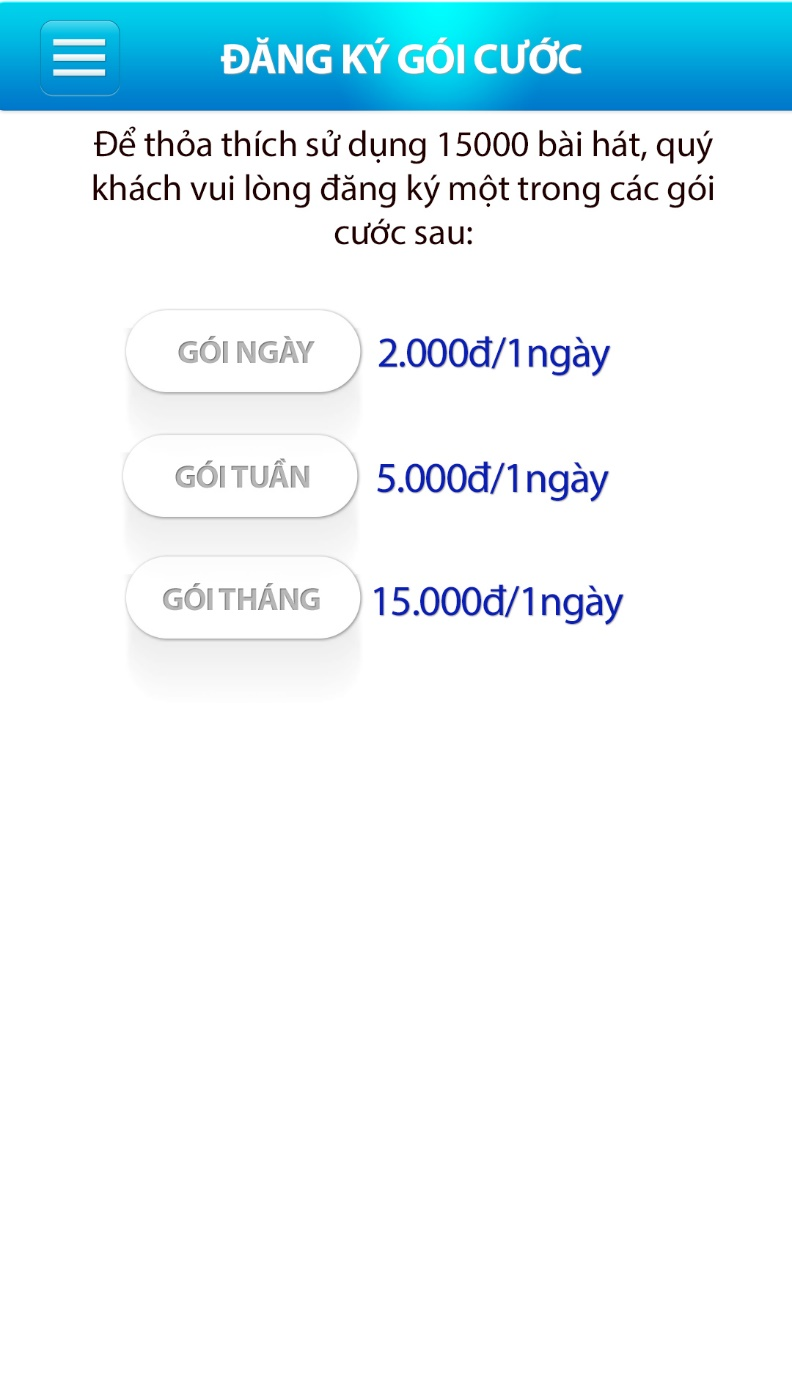 ĐĂNG KÝ GÓI CƯỚC
Để thỏa thích sử dụng 15000 bài hát, quý
khách vui lòng đăng ký một trong các gói
cước sau:
GÓI NGÀY 2.000đ/1ngày
GÓI TUẦN 5.000đ/1ngày
GÓI THÁNG 15.000đ/1ngày